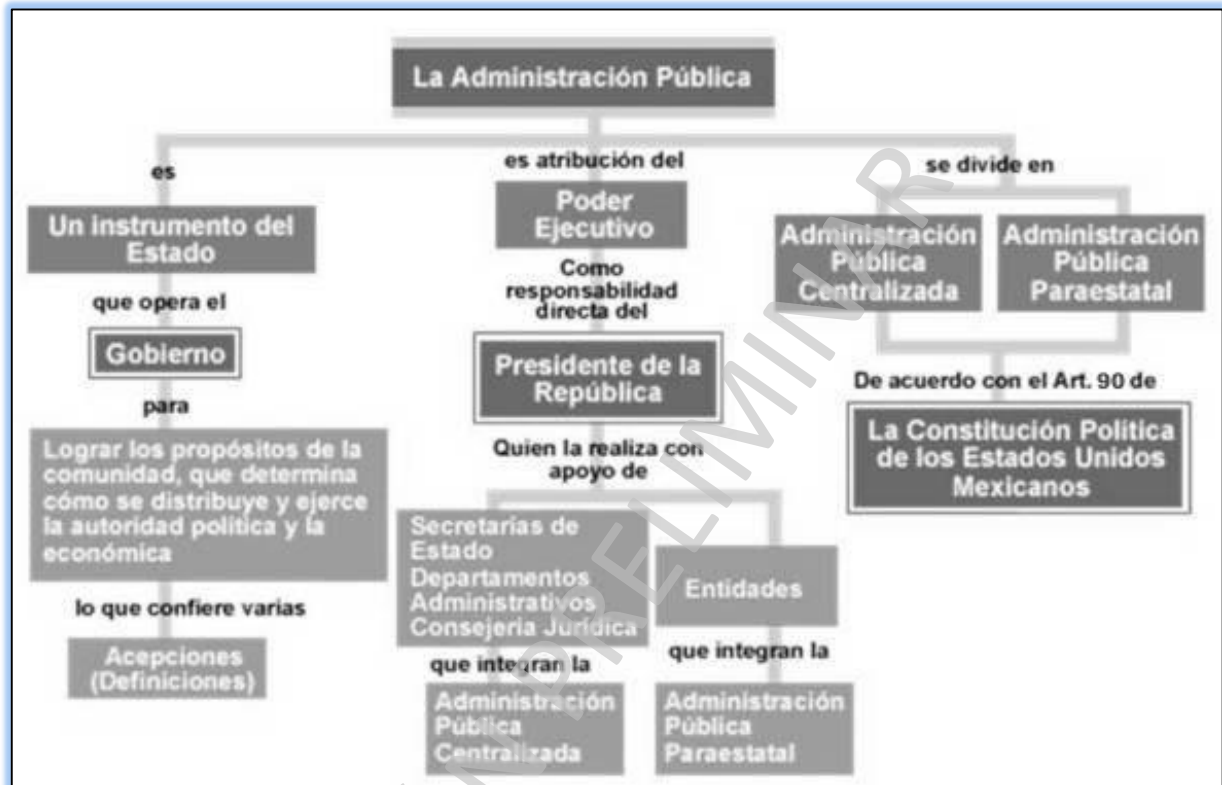 La Administración Pública
es
Un instrumento del
Estado
que opera el
Gobierno
para
Lograr los propósitos de la
comunidad, que determina
cómo se distribuye y ejerce
la autoridad política y la
económica
lo que confiere varias
Acepciones
(Definiciones)
es atribución del
Poder
Ejecutivo
Como
responsabilidad
directa del
Presidente de la
República
Quien la realiza con
apoyo de
Secretarías de
Estado
Departamentos
Administrativos
Consejería Jurídica
que integran la
Administración
Pública
Centralizada
Entidades
que integran la
Administración
Pública
Paraestatal
se divide en
Administración
Pública
Centralizada
Administración
Pública
Paraestatal
De acuerdo con el Art. 90 de
La Constitución Política
de los Estados Unidos
Mexicanos
PRELIMINAR